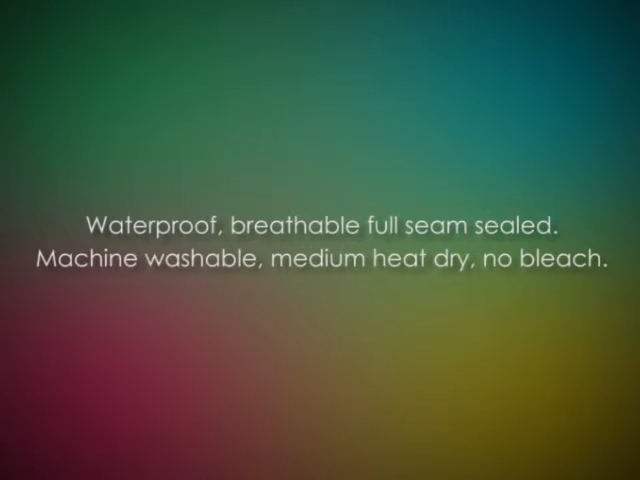 Waterproof, breathable full seam sealed.
Machine washable, medium heat dry, no bleach.